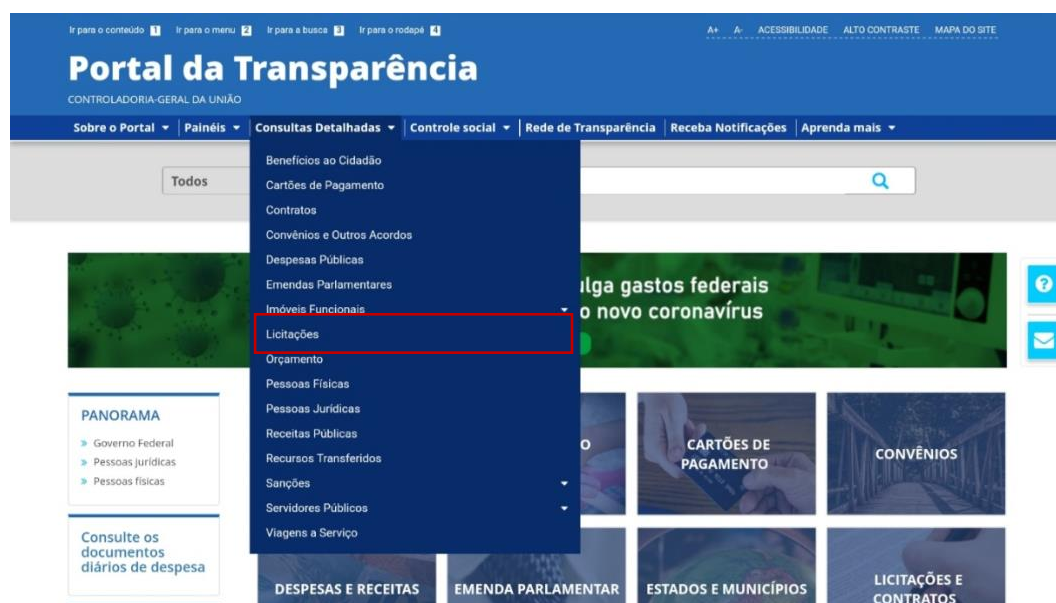 Ir para o conteúdo 1 Ir para o menu 2 Ir para a busca 3 Ir para o rodapé 4
A+ A- ACESSIBILIDADE ALTO CONTRASTE MAPA DO SITE
Portal da Transparência
CONTROLADORIA-GERAL DA UNIÃO
Sobre o Portal Painéis Consultas Detalhadas Controle social Rede de Transparência Receba Notificações Aprenda mais
Todos
Benefícios ao Cidadão
Cartões de Pagamento
Contratos
Convênios e Outros Acordos
Despesas Públicas
Emendas Parlamentares
Imóveis Funcionais
Licitações
Orçamento
Pessoas Físicas
Pessoas Jurídicas
Receitas Públicas
Recursos Transferidos
Sanções
Servidores Públicos
Viagens a Serviço
gastos federais
o novo coronavírus
?
PANORAMA
Governo Federal
Pessoas jurídicas
Pessoas físicas
Consulte os
documentos
diários de despesa
CARTÕES DE
PAGAMENTO
CONVÊNIOS
DESPESAS E RECEITAS
EMENDA PARLAMENTAR
ESTADOS E MUNICÍPIOS
LICITAÇÕES E
CONTRATOS